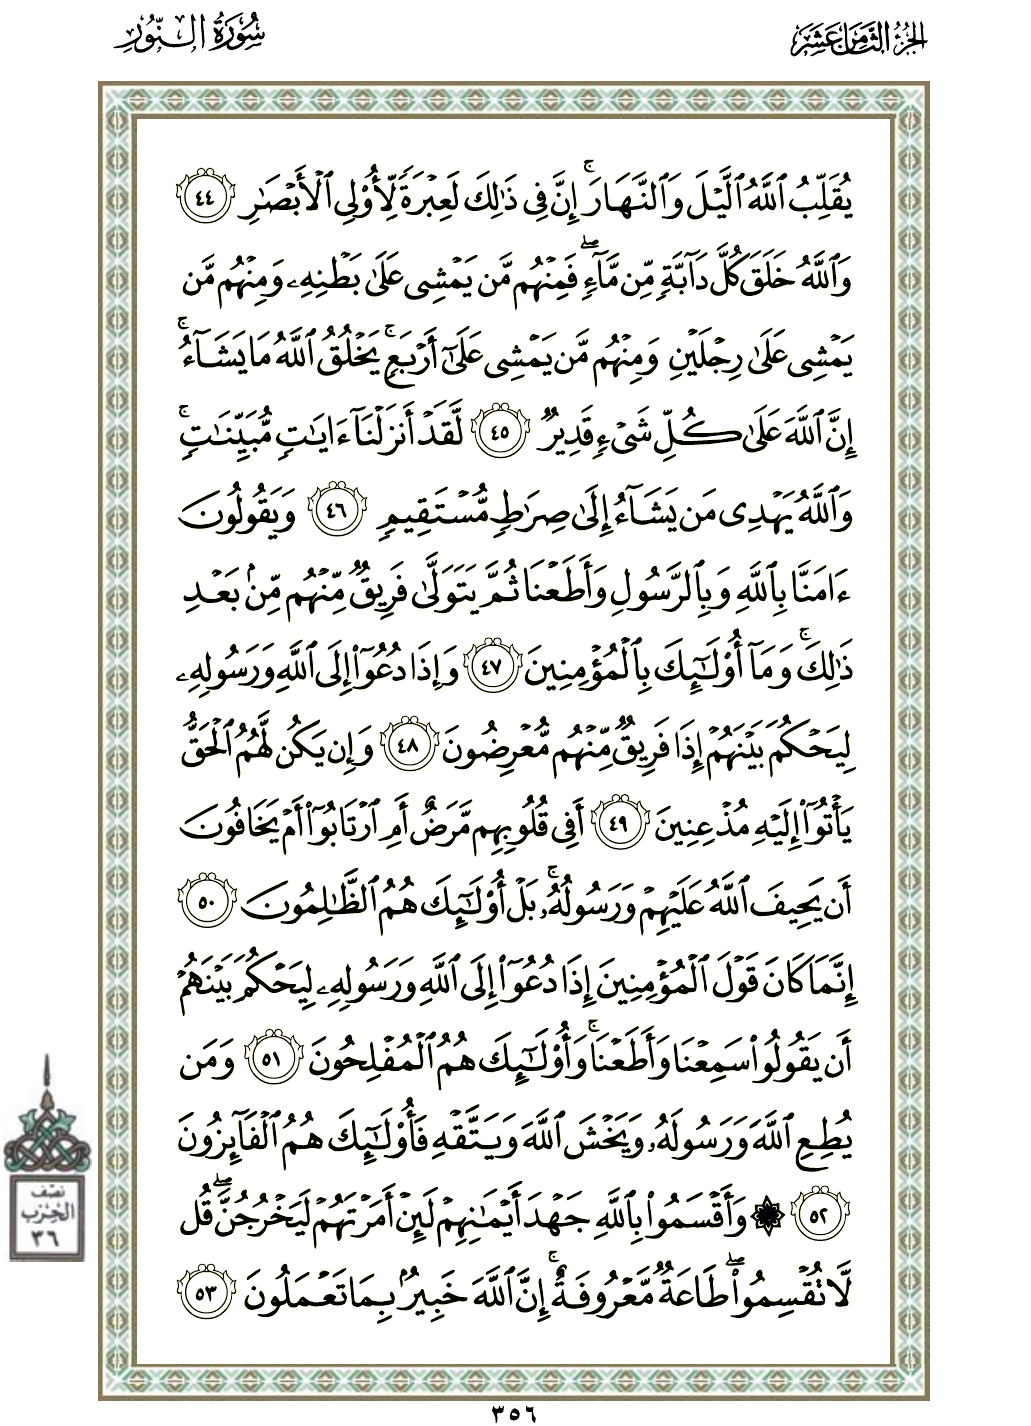 الجزء الثامن عشر
سورة النور
يُقَلِّبُ ٱللَّهُ ٱلَّيْلَ وَٱلنَّهَارَۚ إِنَّ فِى ذَٰلِكَ لَعِبْرَةً لِّأُو۟لِى ٱلْأَبْصَٰرِ ٤٤
وَٱللَّهُ خَلَقَ كُلَّ دَآبَّةٍ مِّن مَّآءٍۖ فَمِنْهُم مَّن يَمْشِى عَلَىٰ بَطْنِهِۦ وَمِنْهُم مَّن
يَمْشِى عَلَىٰ رِجْلَيْنِ وَمِنْهُم مَّن يَمْشِى عَلَىٰٓ أَرْبَعٍۚ يَخْلُقُ ٱللَّهُ مَا يَشَآءُۚ
إِنَّ ٱللَّهَ عَلَىٰ كُلِّ شَىْءٍ قَدِيرٌ ٤٥ لَّقَدْ أَنزَلْنَآ ءَايَٰتٍ مُّبَيِّنَٰتٍۚ
وَٱللَّهُ يَهْدِى مَن يَشَآءُ إِلَىٰ صِرَٰطٍ مُّسْتَقِيمٍ ٤٦ وَيَقُولُونَ
ءَامَنَّا بِٱللَّهِ وَبِٱلرَّسُولِ وَأَطَعْنَا ثُمَّ يَتَوَلَّىٰ فَرِيقٌ مِّنْهُم مِّنۢ بَعْدِ
ذَٰلِكَۚ وَمَآ أُو۟لَٰٓئِكَ بِٱلْمُؤْمِنِينَ ٤٧ وَإِذَا دُعُوٓا۟ إِلَى ٱللَّهِ وَرَسُولِهِۦ
لِيَحْكُمَ بَيْنَهُمْ إِذَا فَرِيقٌ مِّنْهُم مُّعْرِضُونَ ٤٨ وَإِن يَكُن لَّهُمُ ٱلْحَقُّ
يَأْتُوٓا۟ إِلَيْهِ مُذْعِنِينَ ٤٩ أَفِى قُلُوبِهِم مَّرَضٌ أَمِ ٱرْتَابُوٓا۟ أَمْ يَخَافُونَ
أَن يَحِيفَ ٱللَّهُ عَلَيْهِمْ وَرَسُولُهُۥۚ بَلْ أُو۟لَٰٓئِكَ هُمُ ٱلظَّٰلِمُونَ ٥٠
إِنَّمَا كَانَ قَوْلَ ٱلْمُؤْمِنِينَ إِذَا دُعُوٓا۟ إِلَى ٱللَّهِ وَرَسُولِهِۦ لِيَحْكُمَ بَيْنَهُمْ
أَن يَقُولُوا۟ سَمِعْنَا وَأَطَعْنَاۚ وَأُو۟لَٰٓئِكَ هُمُ ٱلْمُفْلِحُونَ ٥١ وَمَن
يُطِعِ ٱللَّهَ وَرَسُولَهُۥ وَيَخْشَ ٱللَّهَ وَيَتَّقْهِ فَأُو۟لَٰٓئِكَ هُمُ ٱلْفَآئِزُونَ
٥٢ ۞ وَأَقْسَمُوا۟ بِٱللَّهِ جَهْدَ أَيْمَٰنِهِمْ لَئِنْ أَمَرْتَهُمْ لَيَخْرُجُنَّۖ قُل
لَّا تُقْسِمُوا۟ۖ طَاعَةٌ مَّعْرُوفَةٌۚ إِنَّ ٱللَّهَ خَبِيرٌۢ بِمَا تَعْمَلُونَ ٥٣
نصف
الحزب
٣٦
٣٥٦